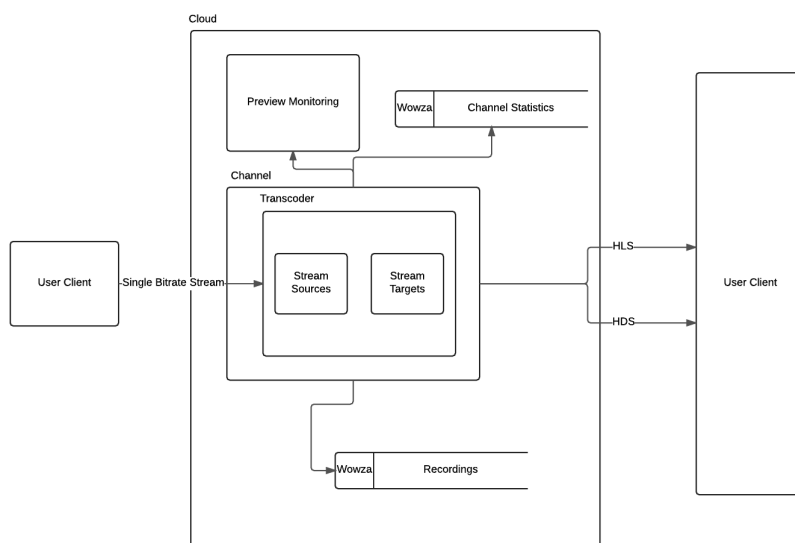 Cloud
Preview Monitoring
Wowza
Channel Statistics
Channel
Transcoder
User Client
Single Bitrate Stream
Stream
Sources
Stream
Targets
HLS
HDS
User Client
Wowza
Recordings